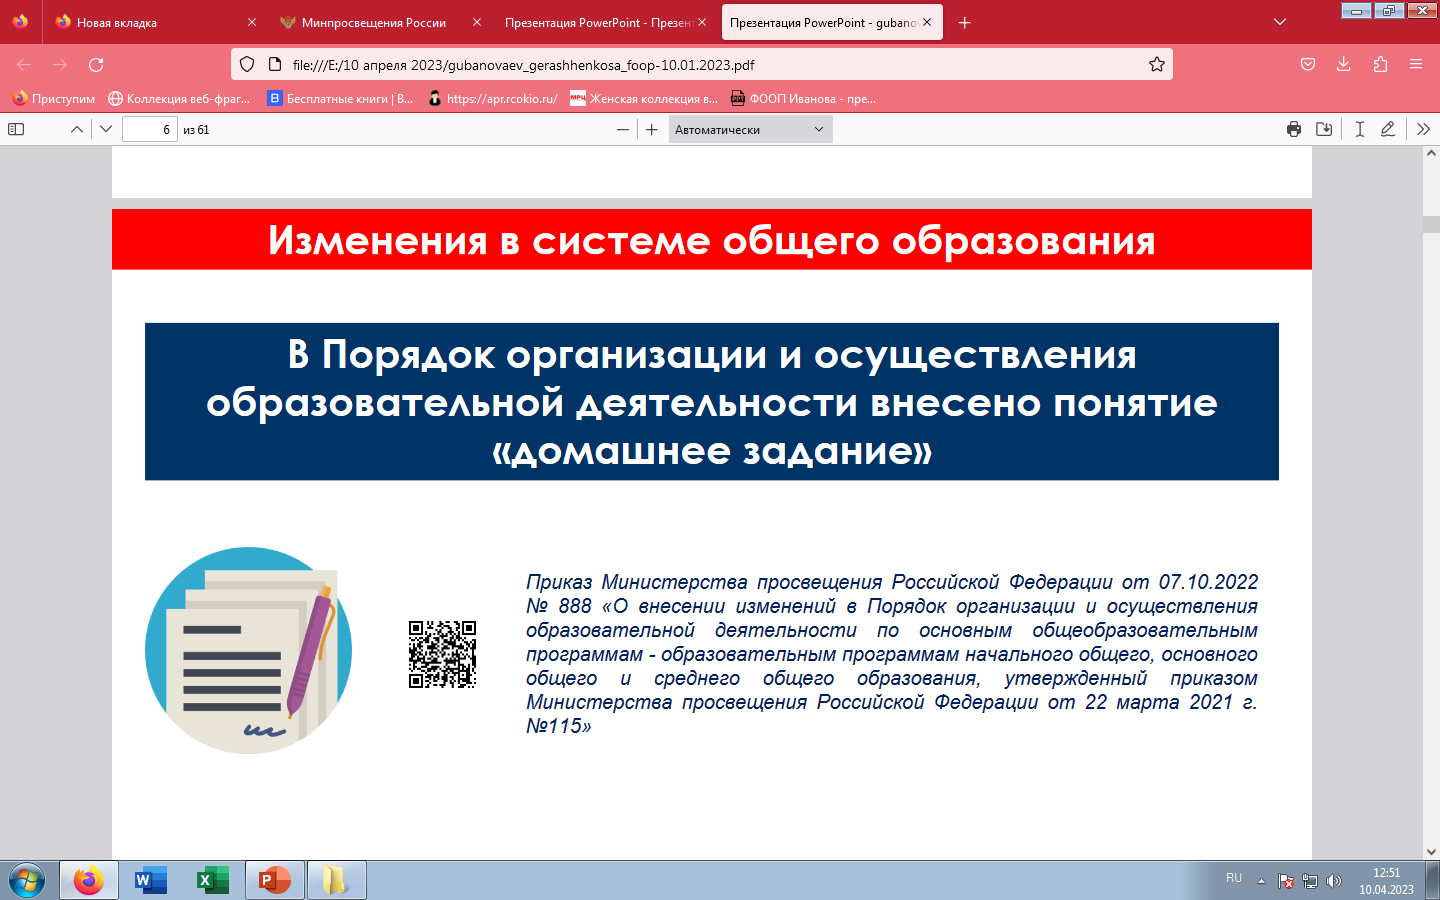 Новая вкладка
Минпросвещения России
Презентация PowerPoint - Презент
Презентация PowerPoint - gubanov
file:///E:/10 апреля 2023/gubanovaev_gerashhenkosa_foop-10.01.2023.pdf
Приступим
Коллекция веб-фраг...
Бесплатные книги | В...
https://apr.rcokio.ru/
Женская коллекция в...
ФООП Иванова - пре...
6 из 61
Автоматически
Изменения в системе общего образования
В Порядок организации и осуществления
образовательной деятельности внесено понятие
«домашнее задание»
Приказ Министерства просвещения Российской Федерации от 07.10.2022
№ 888 «О внесении изменений в Порядок организации и осуществления
образовательной деятельности по основным общеобразовательным
программам - образовательным программам начального общего, основного
общего и среднего общего образования, утвержденный приказом
Министерства просвещения Российской Федерации от 22 марта 2021 г.
№115»
RU
12:51
10.04.2023